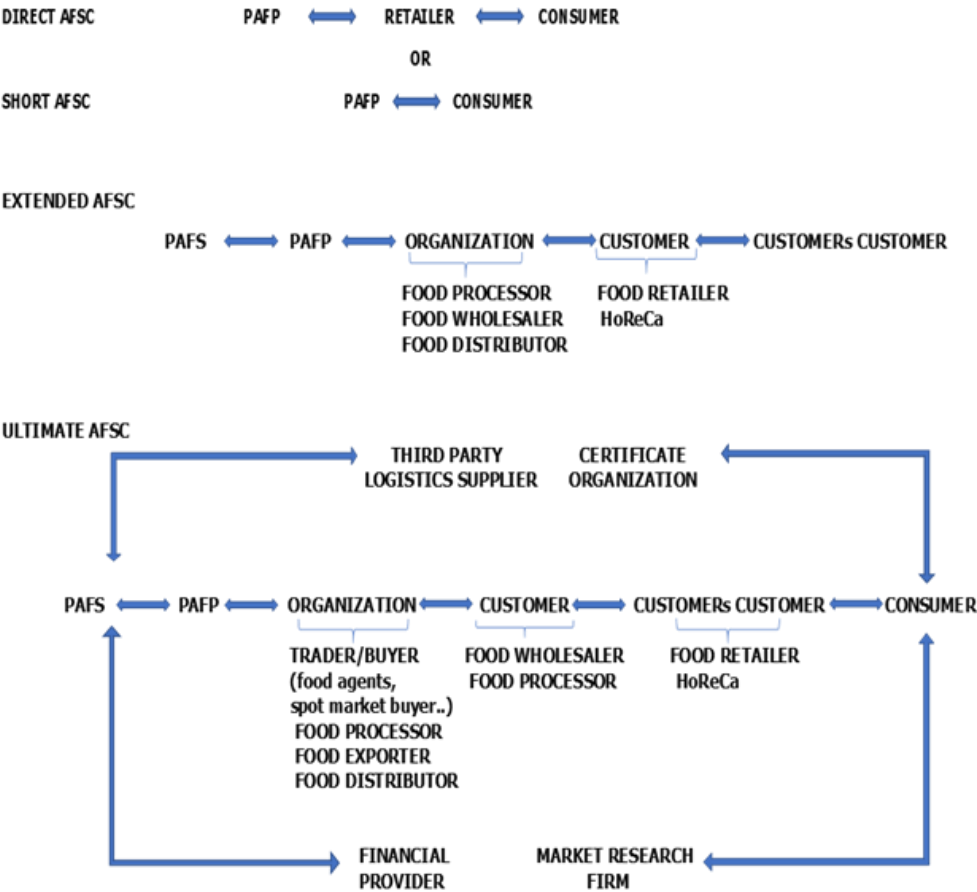 DIRECT AFSC PAFP RETAILER CONSUMER
OR
SHORT AFSC PAFP CONSUMER
EXTENDED AFSC
PAFS PAFP ORGANIZATION CUSTOMER CUSTOMERs CUSTOMER
FOOD PROCESSOR FOOD RETAILER
FOOD WHOLESALER HoReCa
FOOD DISTRIBUTOR
ULTIMATE AFSC
THIRD PARTY CERTIFICATE
LOGISTICS SUPPLIER ORGANIZATION
PAFS PAFP ORGANIZATION CUSTOMER CUSTOMERs CUSTOMER CONSUMER
TRADER/BUYER FOOD WHOLESALER FOOD RETAILER
(food agents, FOOD PROCESSOR HoReCa
spot market buyer..)
FOOD PROCESSOR
FOOD EXPORTER
FOOD DISTRIBUTOR
FINANCIAL MARKET RESEARCH
PROVIDER FIRM